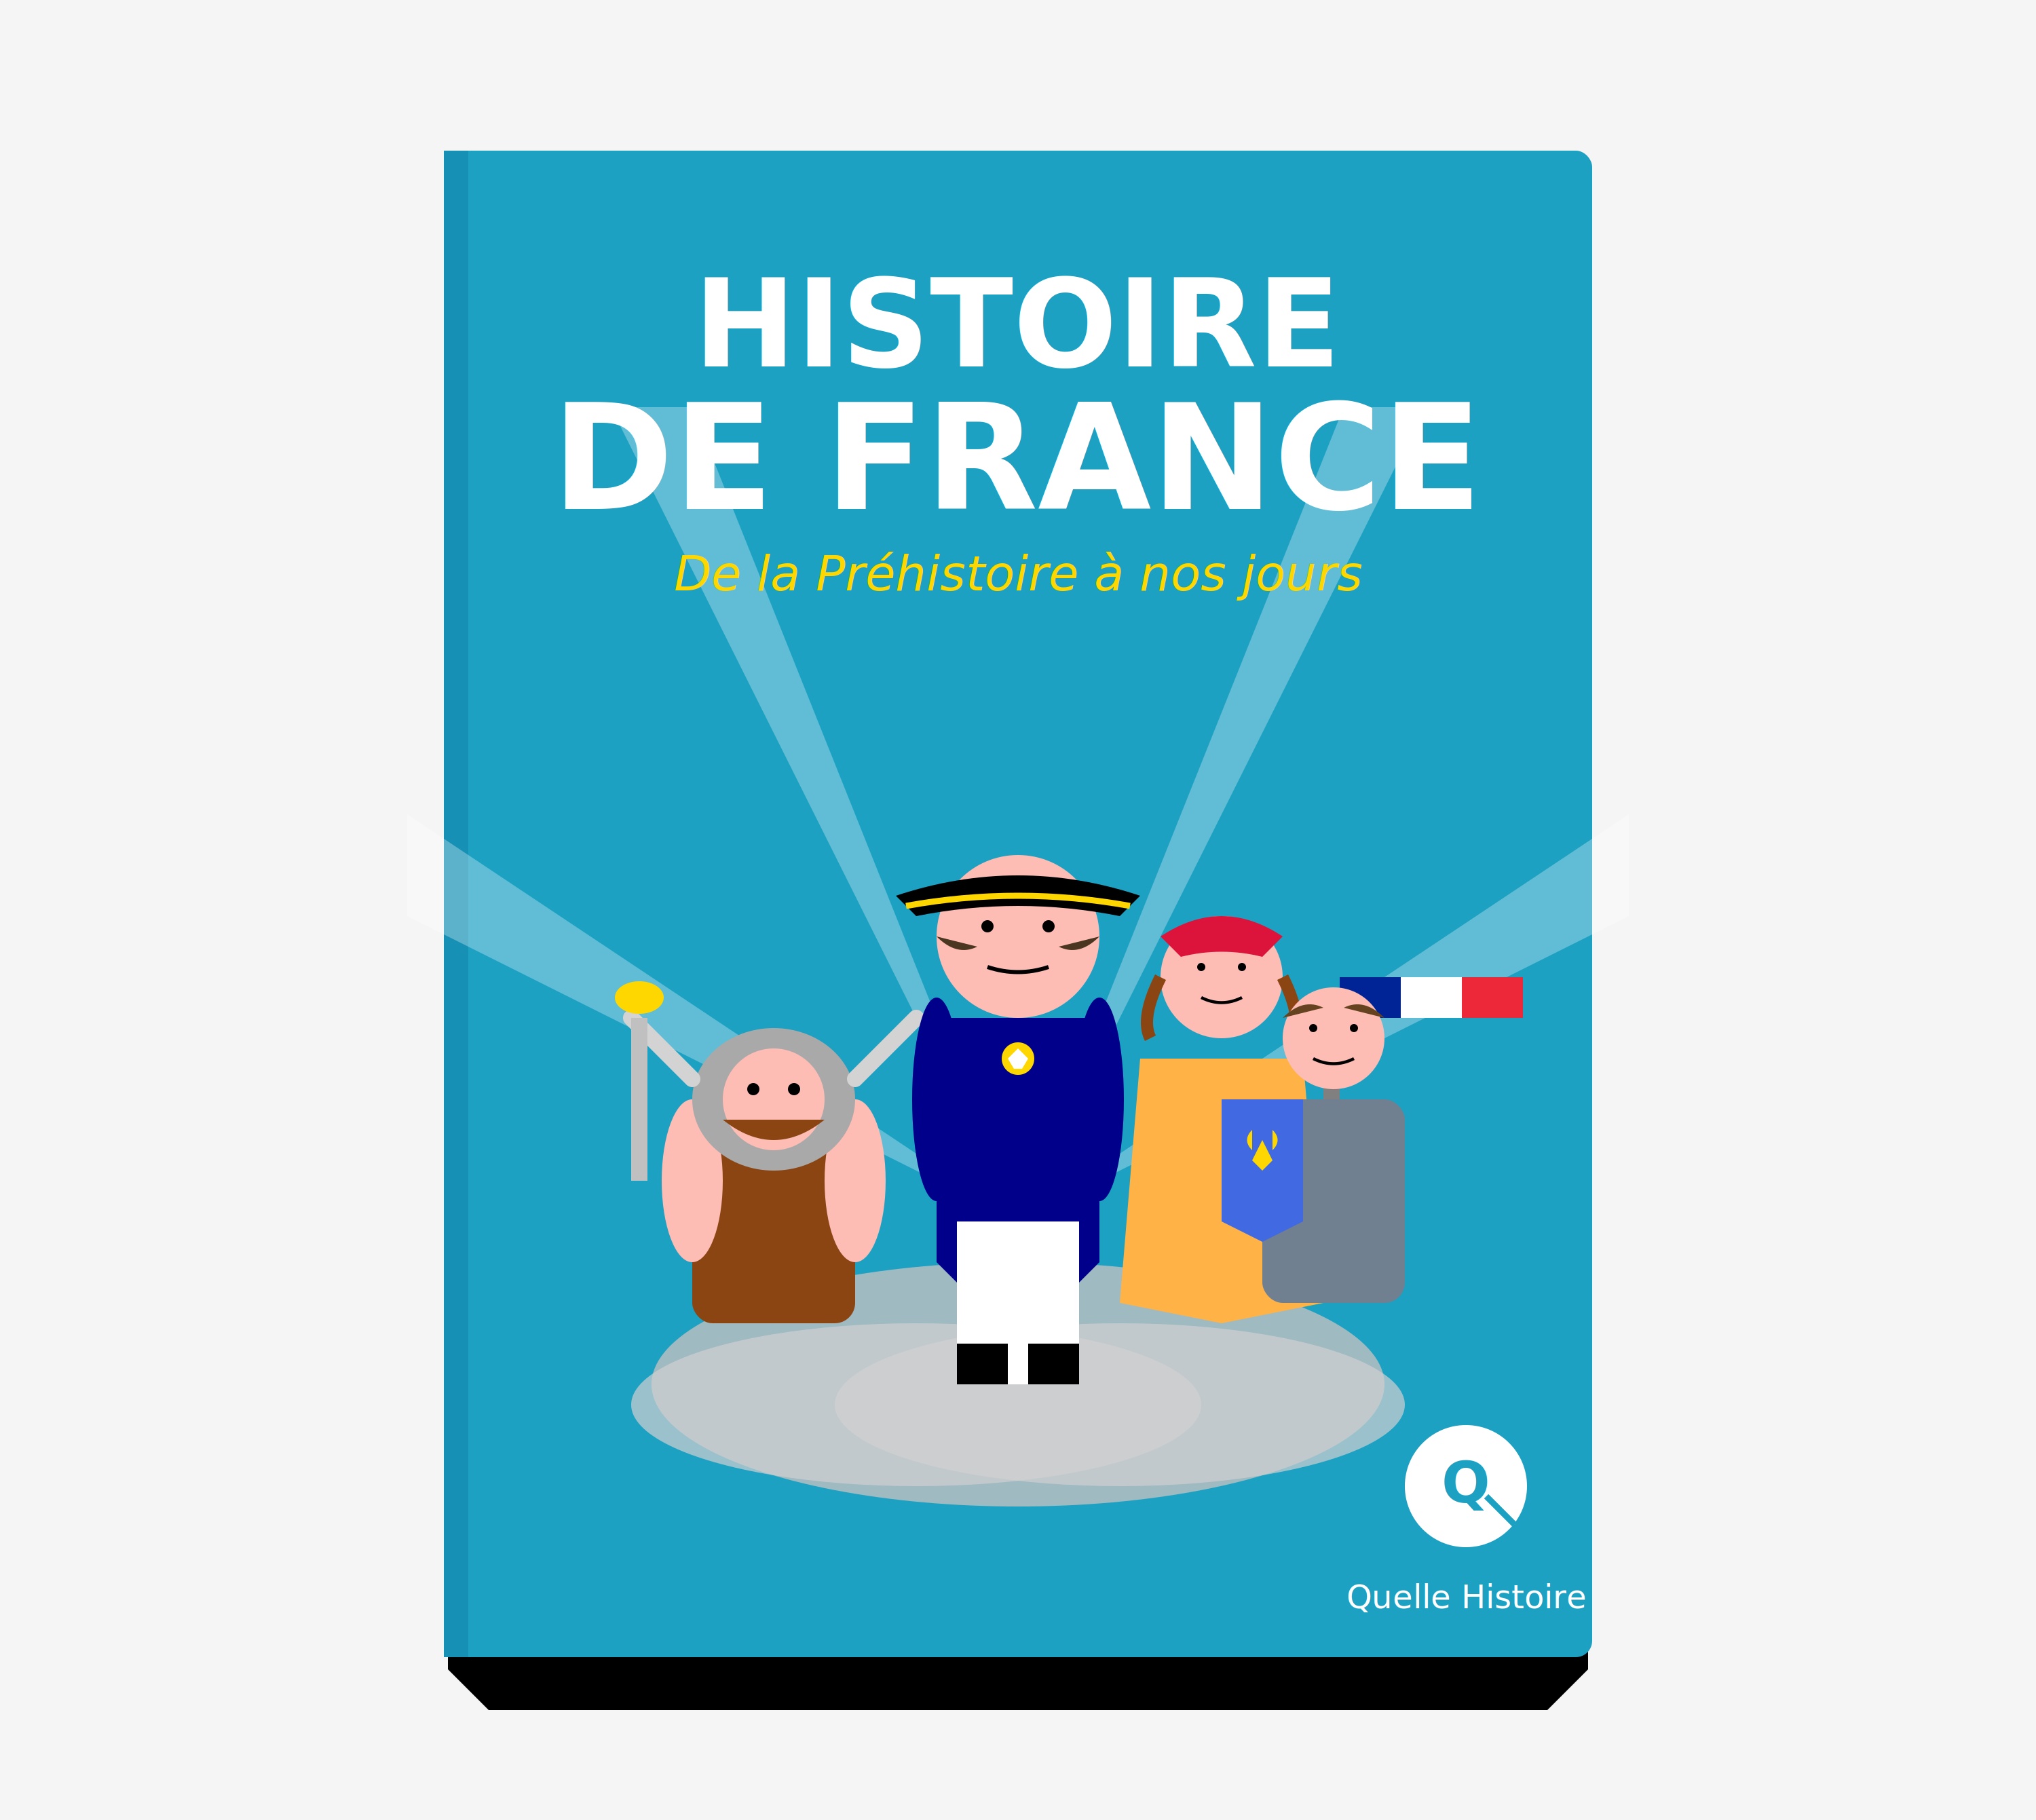 HISTOIRE
DE FRANCE
De la Préhistoire à nos jours
Q
Quelle Histoire